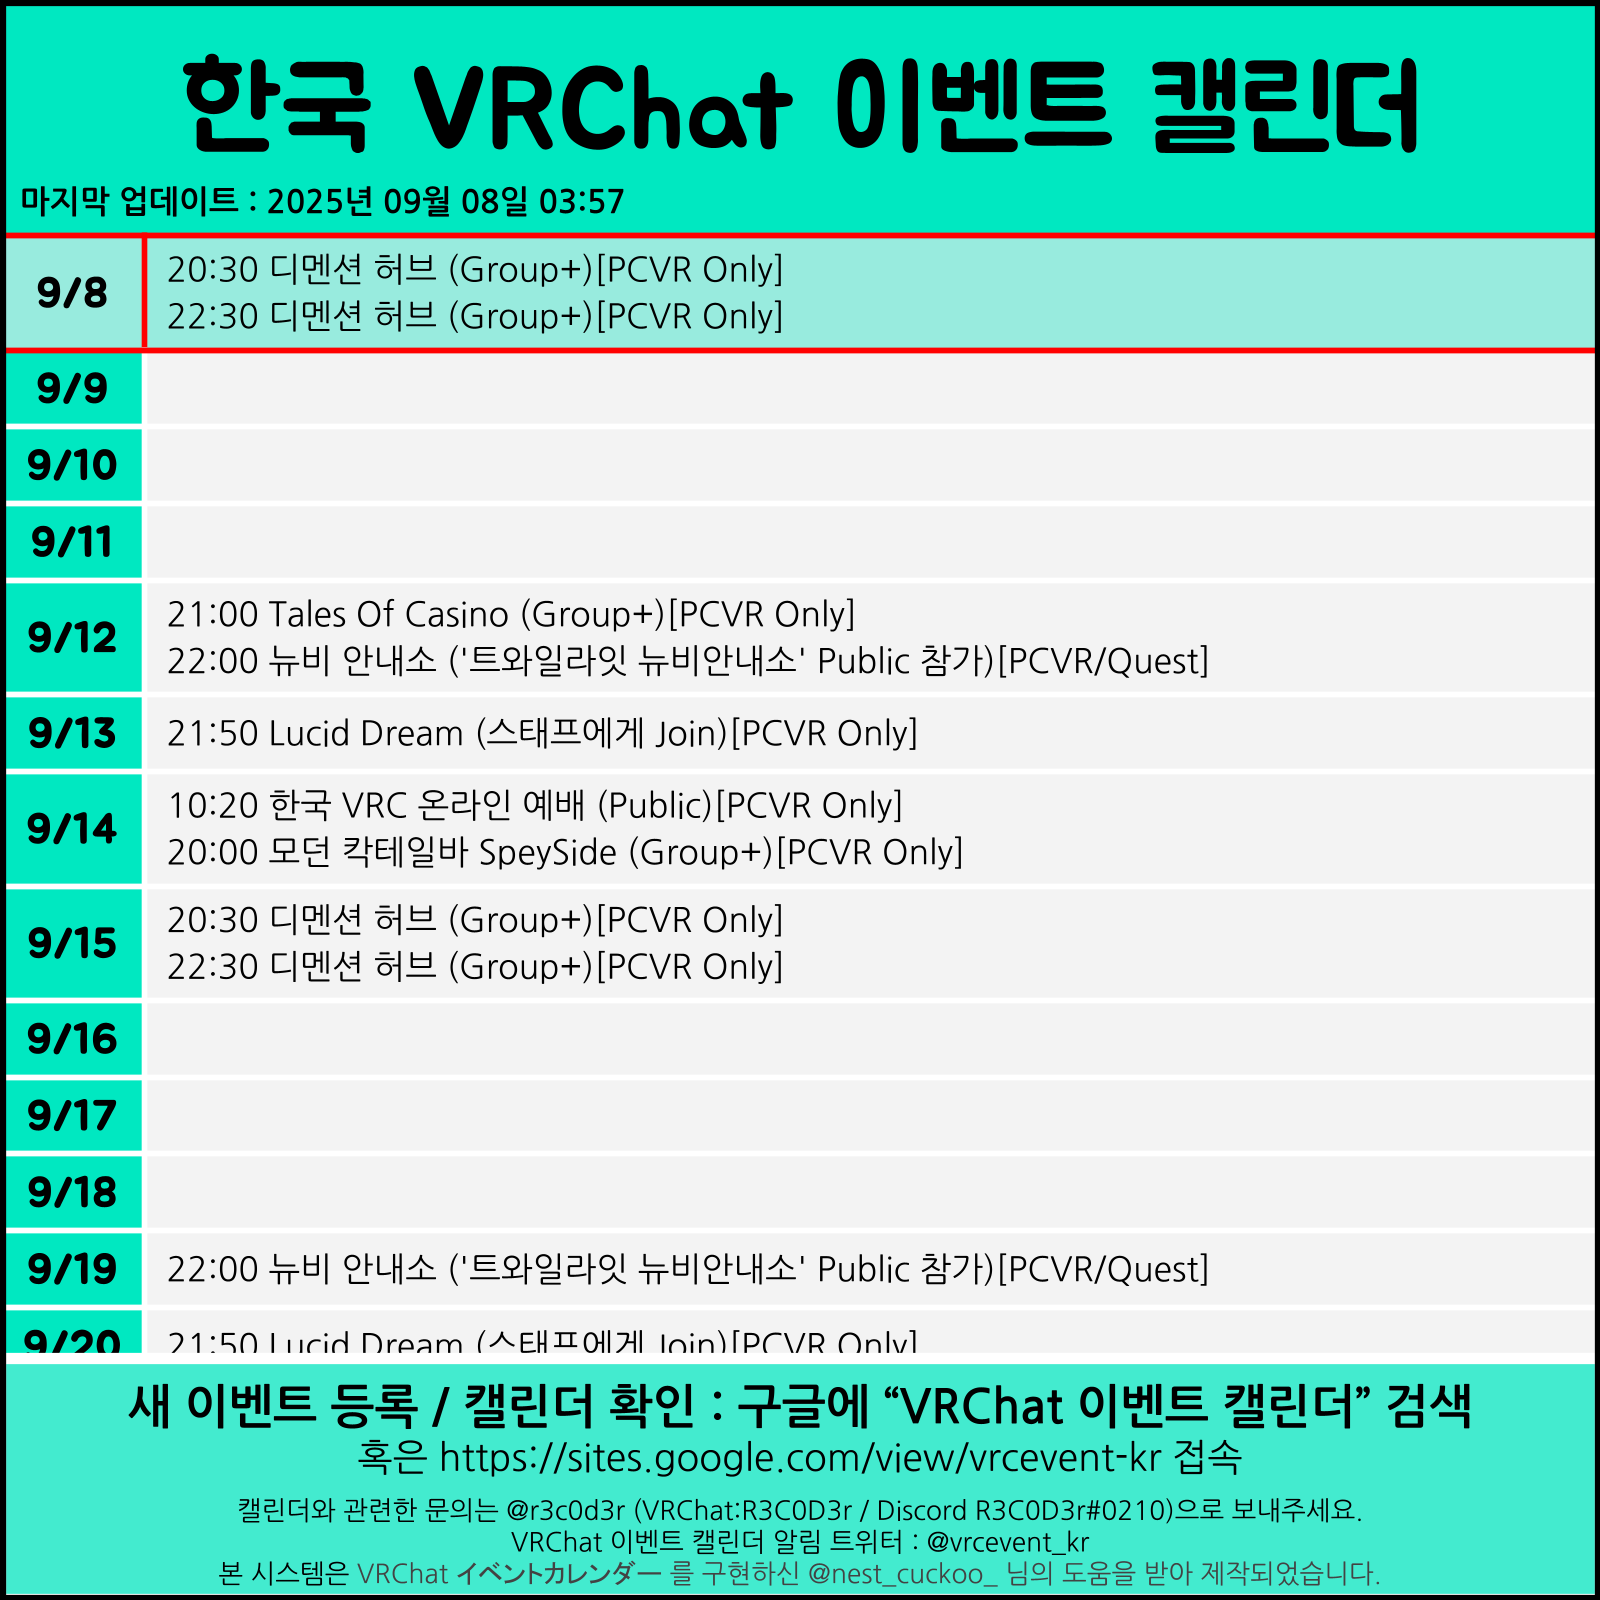 한국 VRChat 이벤트 캘린더
마지막 업데이트 : 2025년 09월 08일 03:57
9/8
20:30 디멘션 허브 (Group+)[PCVR Only]
22:30 디멘션 허브 (Group+)[PCVR Only]
9/9
9/10
9/11
9/12
21:00 Tales Of Casino (Group+)[PCVR Only]
22:00 뉴비 안내소 ('트와일라잇 뉴비안내소' Public 참가)[PCVR/Quest]
9/13
21:50 Lucid Dream (스태프에게 Join)[PCVR Only]
9/14
10:20 한국 VRC 온라인 예배 (Public)[PCVR Only]
20:00 모던 칵테일바 SpeySide (Group+)[PCVR Only]
9/15
20:30 디멘션 허브 (Group+)[PCVR Only]
22:30 디멘션 허브 (Group+)[PCVR Only]
9/16
9/17
9/18
9/19
22:00 뉴비 안내소 ('트와일라잇 뉴비안내소' Public 참가)[PCVR/Quest]
9/20
21:50 Lucid Dream (스태프에게 Join)[PCVR Only]
새 이벤트 등록 / 캘린더 확인 : 구글에 “VRChat 이벤트 캘린더” 검색
혹은 https://sites.google.com/view/vrcevent-kr 접속
캘린더와 관련한 문의는 @r3c0d3r (VRChat:R3C0D3r / Discord R3C0D3r#0210)으로 보내주세요.
VRChat 이벤트 캘린더 알림 트위터 : @vrcevent_kr
본 시스템은 VRChat イベントカレンダー 를 구현하신 @nest_cuckoo_ 님의 도움을 받아 제작되었습니다.